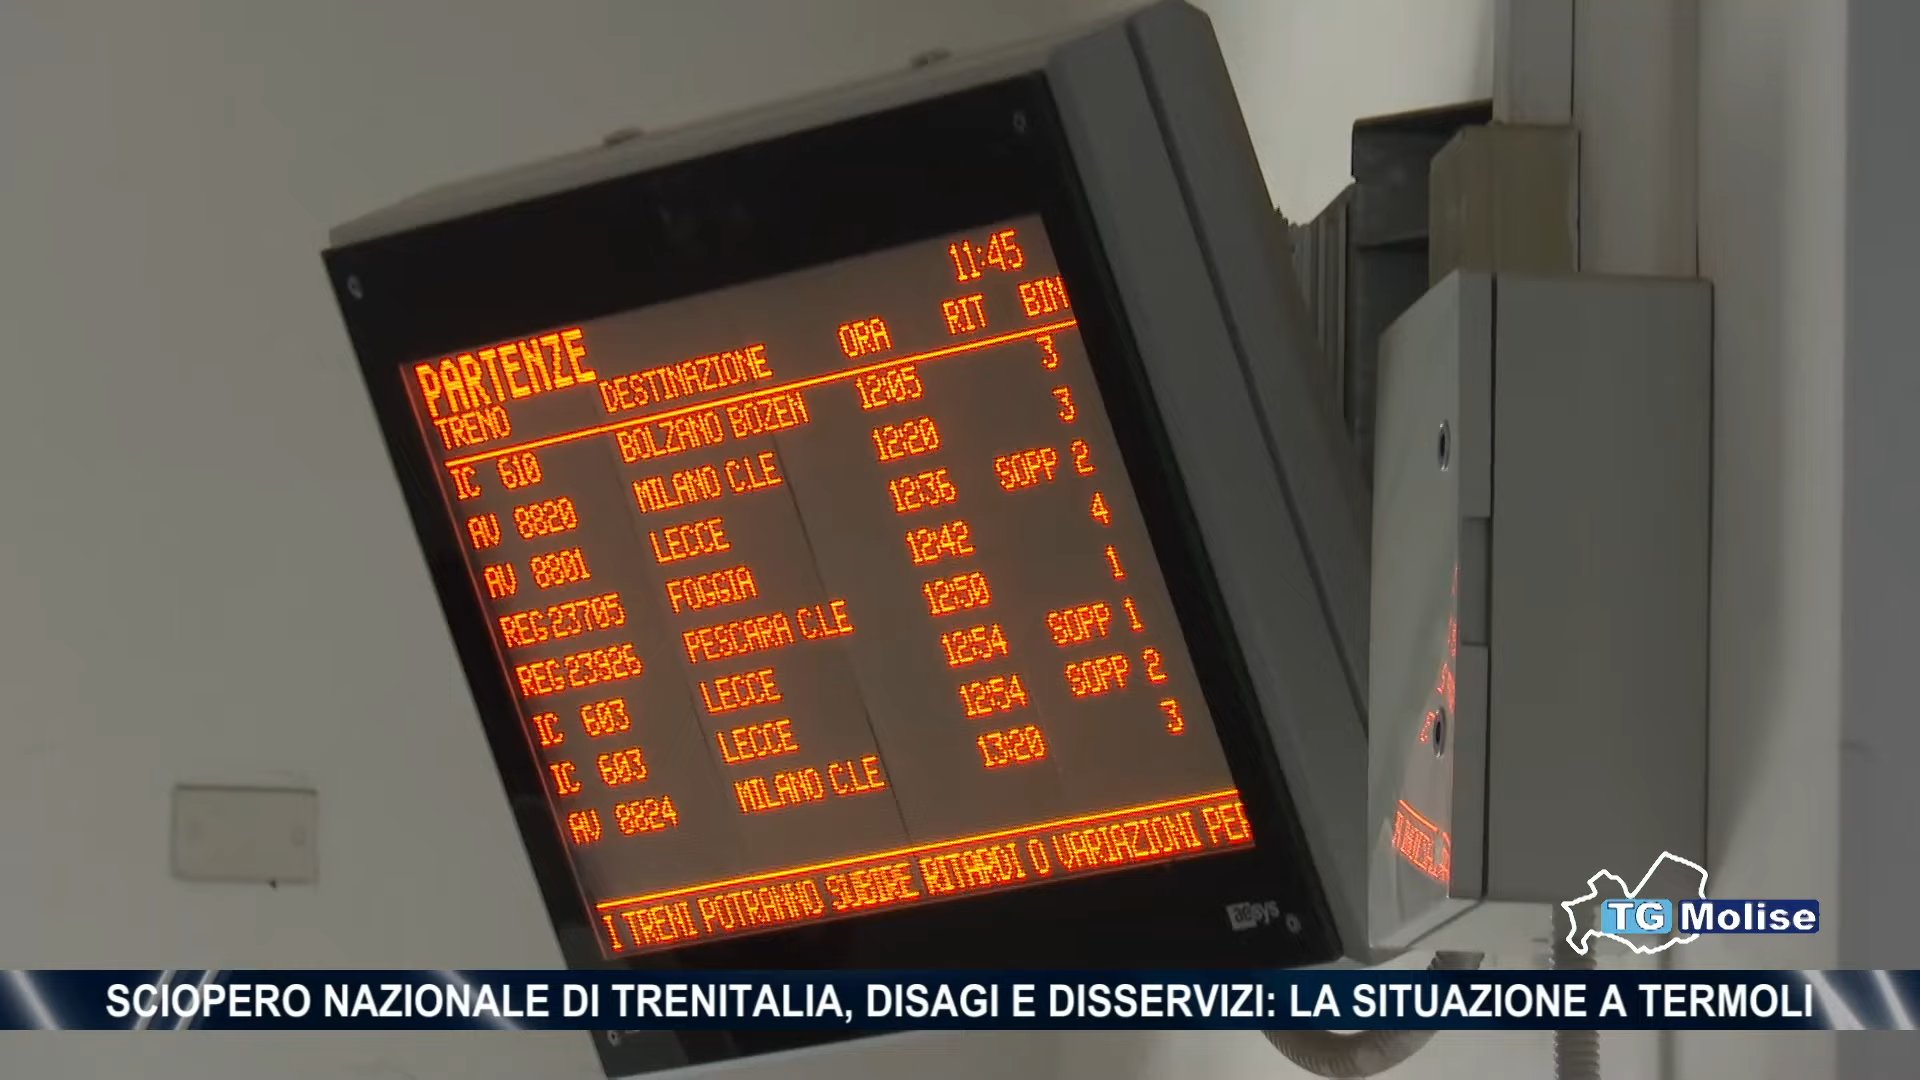 11:45
PARTENZE
TRENO DESTINAZIONE ORA RIT BIN
IC 610 BOLZANO BOZEN 12:05 3
AV 8820 MILANO C.LE 12:20 3
AV 8801 LECCE 12:36 SOPP 2
REG 23705 FOGGIA 12:42 4
REG 23926 PESCARA C.LE 12:50 1
IC 603 LECCE 12:54 SOPP 1
IC 603 LECCE 12:54 SOPP 2
AV 8824 MILANO C.LE 13:20 3
I TRENI POTRANNO SUBIRE RITARDI O VARIAZIONI PER
aesys
TG Molise
SCIOPERO NAZIONALE DI TRENITALIA, DISAGI E DISSERVIZI: LA SITUAZIONE A TERMOLI